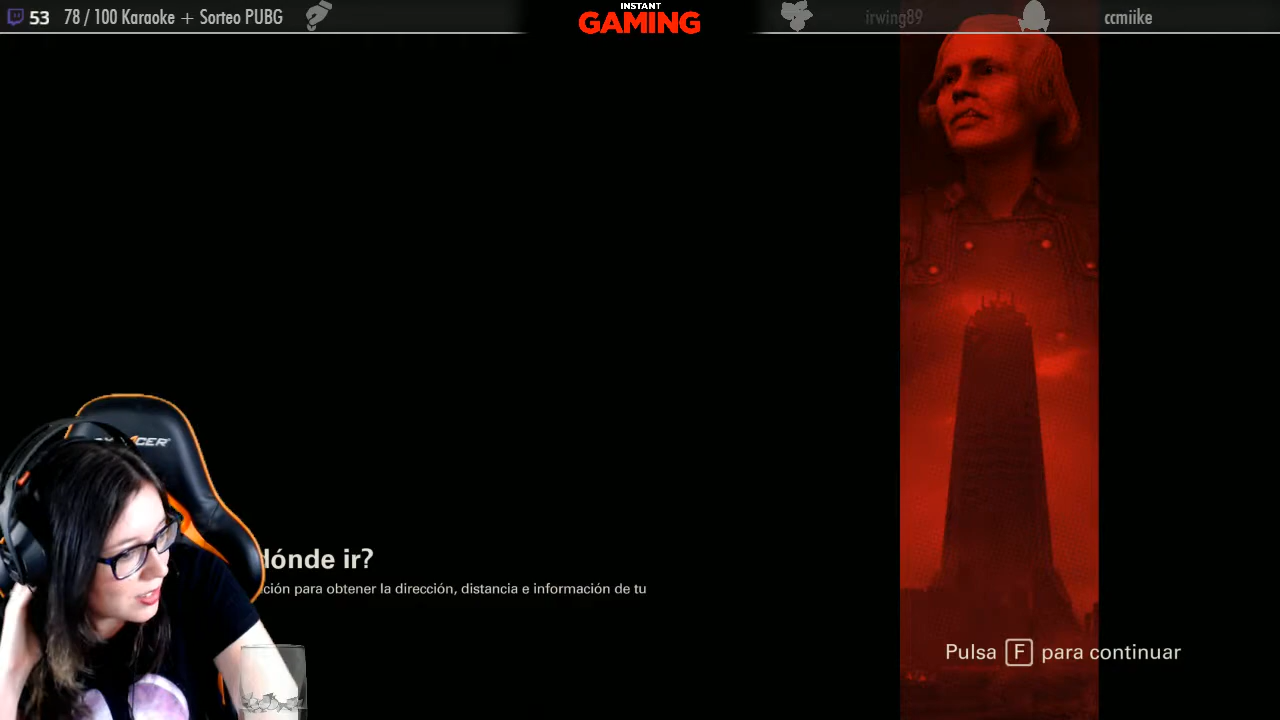 53 78 / 100 Karaoke + Sorteo PUBG
INSTANT
GAMING
irwing89
ccmiike
dónde ir?
ción para obtener la dirección, distancia e información de tu
Pulsa F para continuar